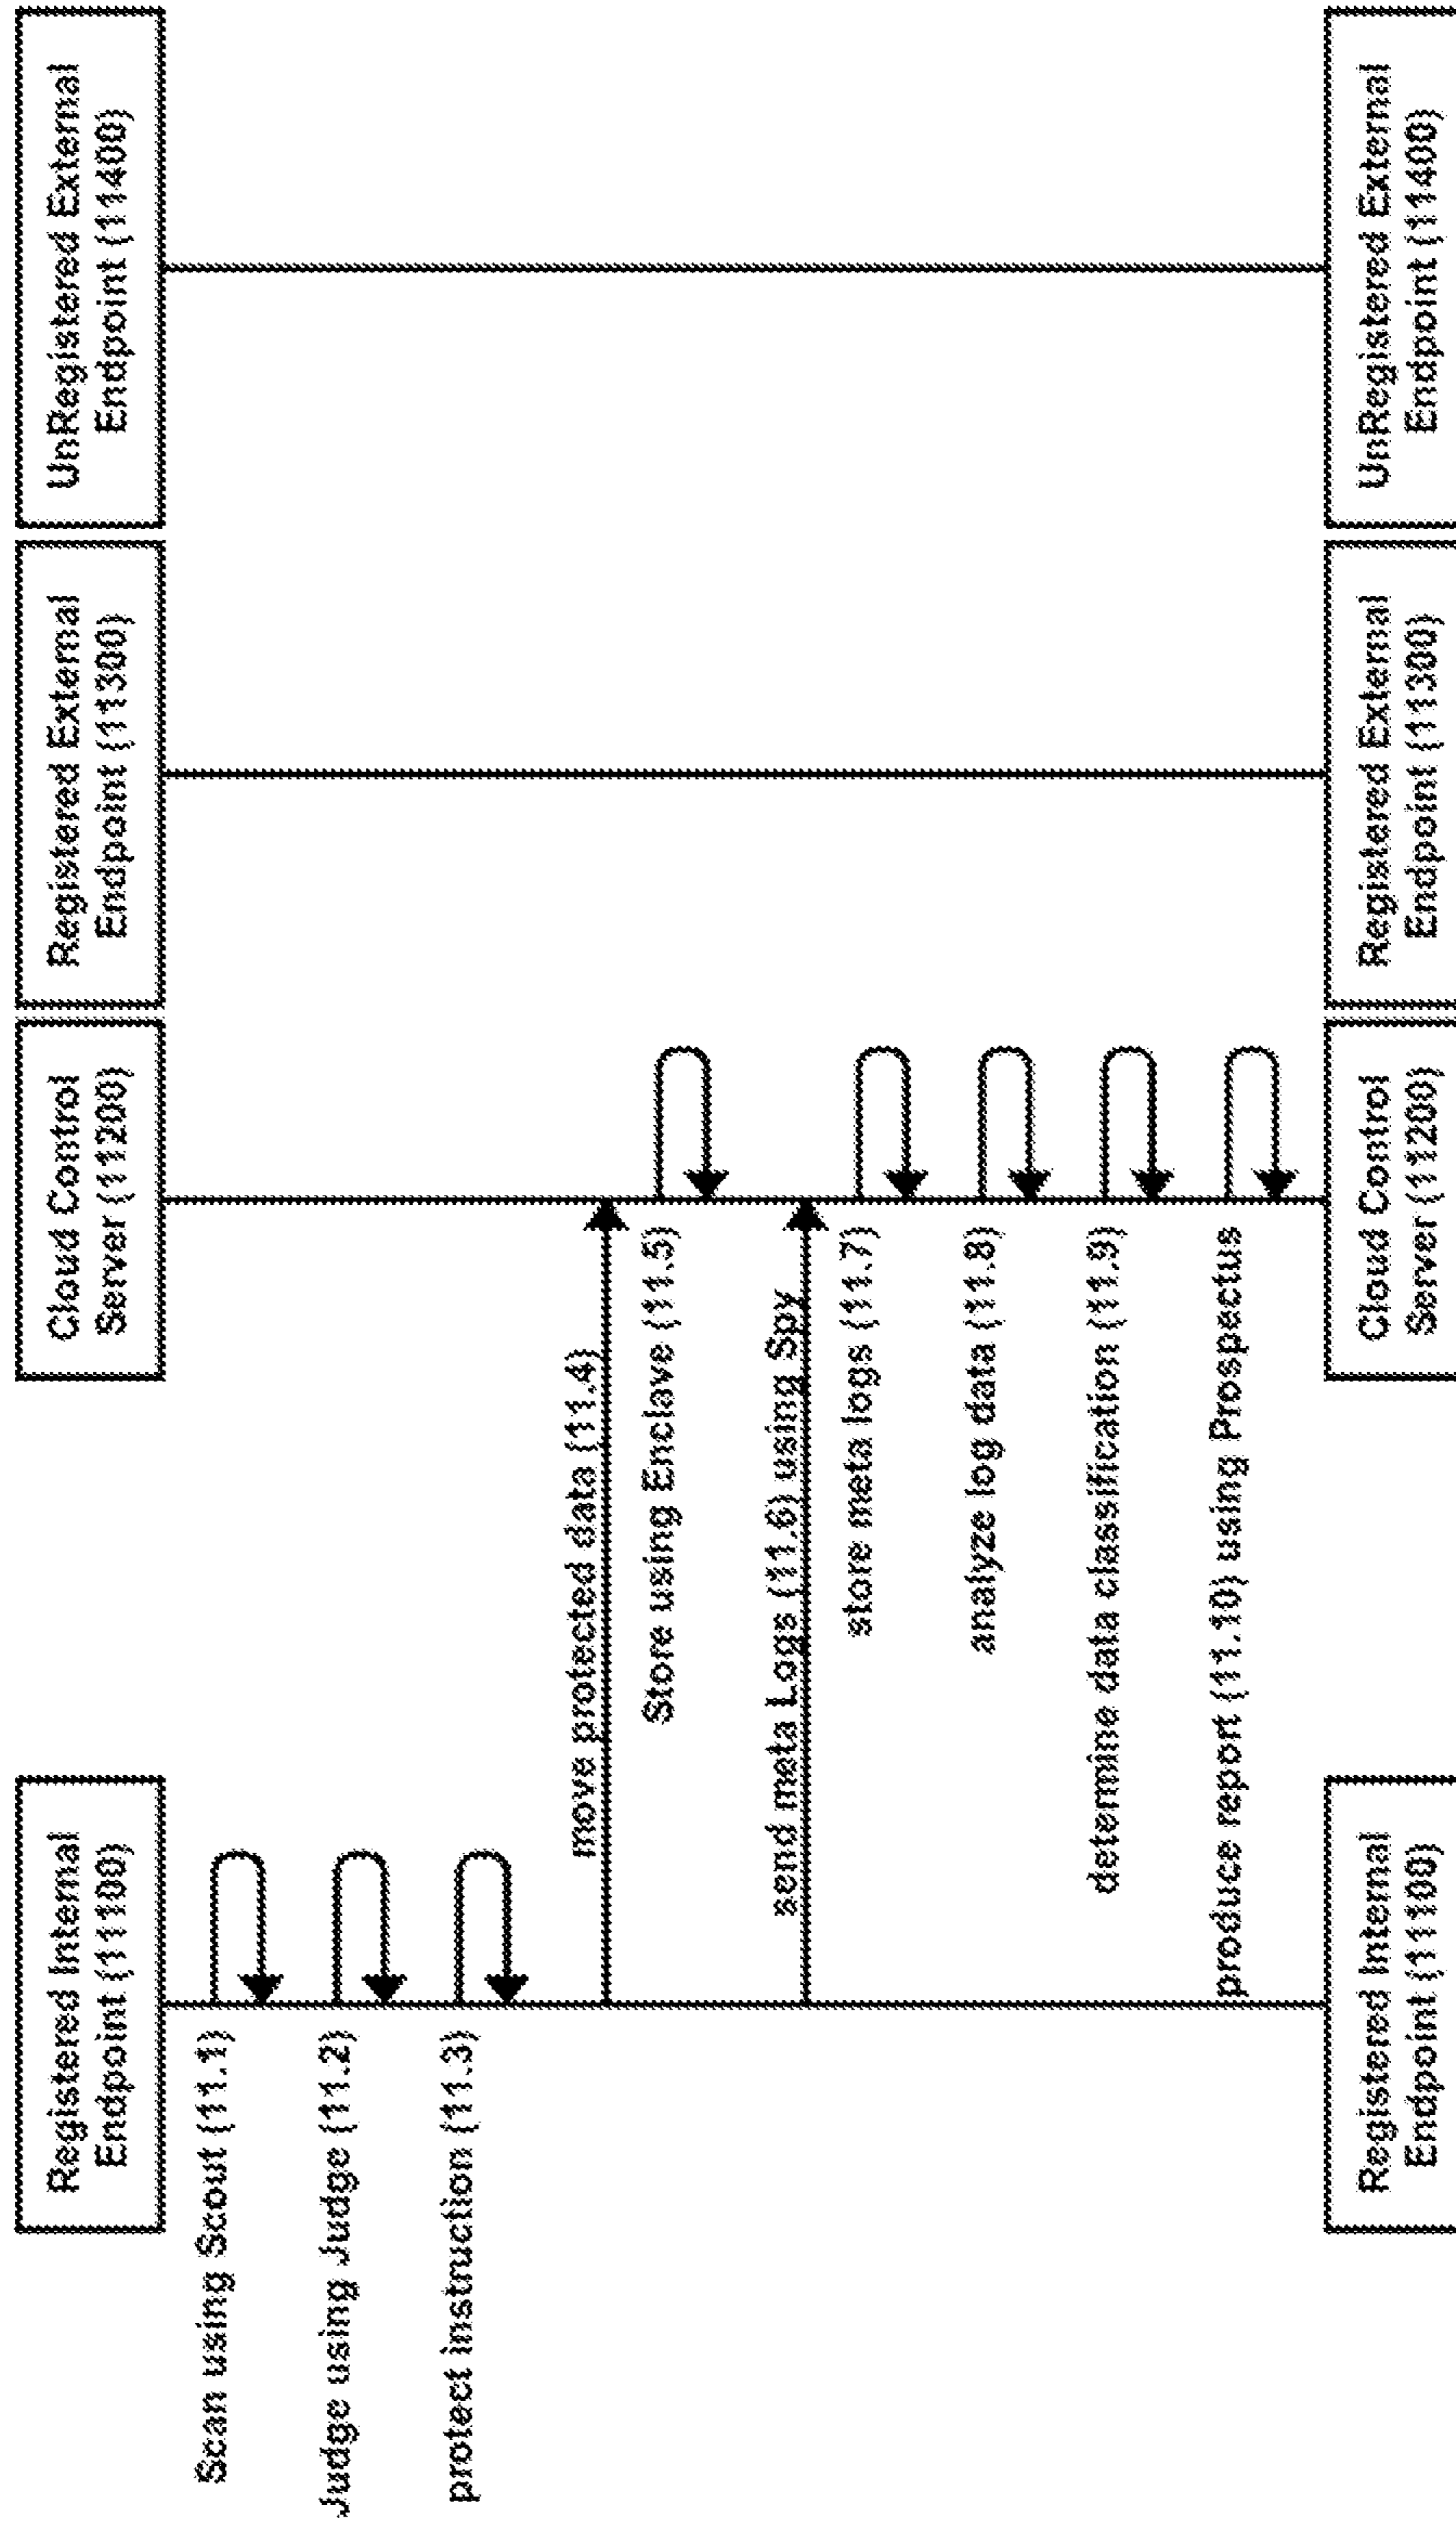 Registered Internal
Endpoint (11100)
Cloud Control
Server (11200)
Registered External
Endpoint (11300)
UnRegistered External
Endpoint (11400)
Scan using Scout (11.1)
Judge using Judge (11.2)
protect instruction (11.3)
move protected data (11.4)
Store using Enclave (11.5)
send meta Logs (11.6) using Spy
store meta logs (11.7)
analyze log data (11.8)
determine data classification (11.9)
produce report (11.10) using Prospectus
Registered Internal
Endpoint (11100)
Cloud Control
Server (11200)
Registered External
Endpoint (11300)
UnRegistered External
Endpoint (11400)